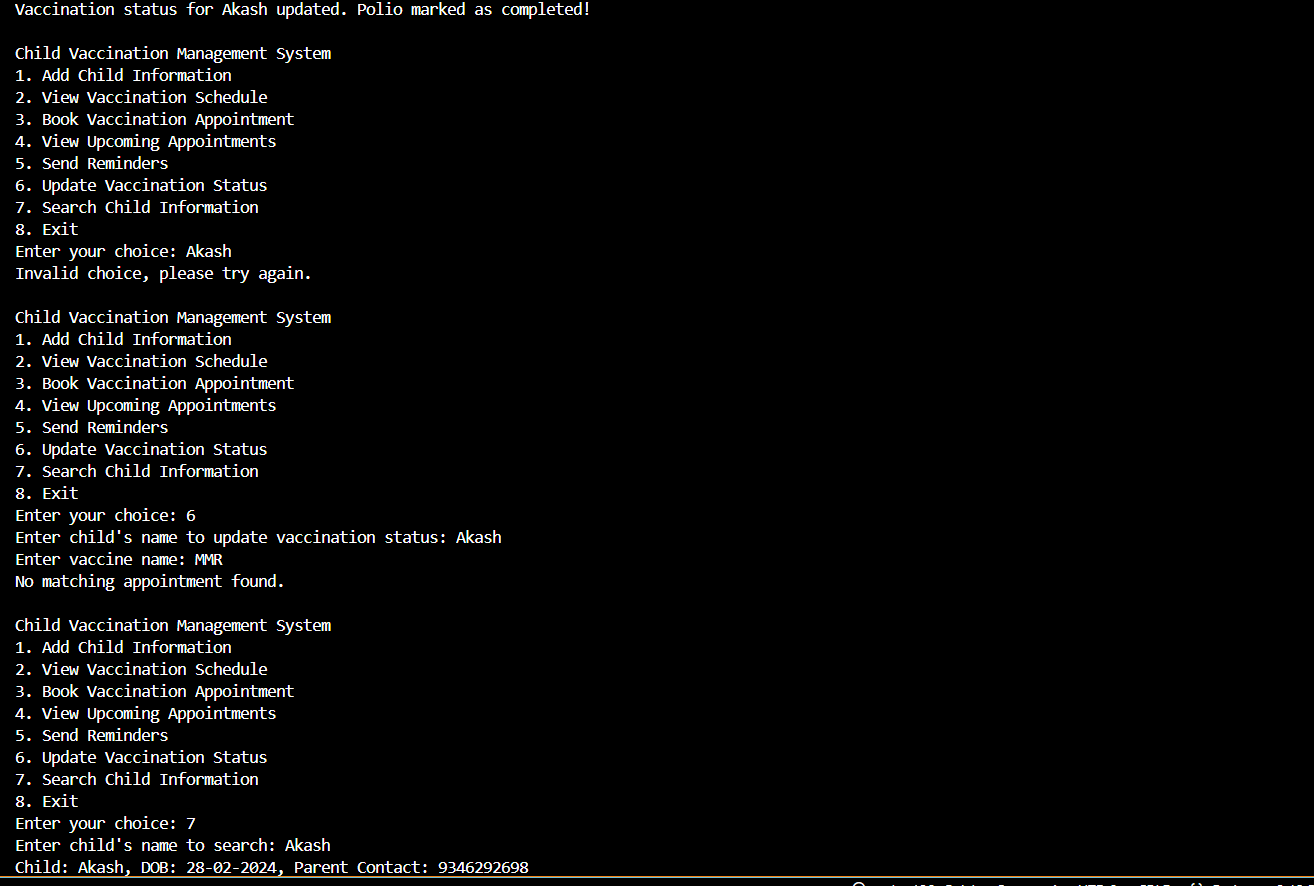 Vaccination status for Akash updated. Polio marked as completed!
Child Vaccination Management System
1. Add Child Information
2. View Vaccination Schedule
3. Book Vaccination Appointment
4. View Upcoming Appointments
5. Send Reminders
6. Update Vaccination Status
7. Search Child Information
8. Exit
Enter your choice: Akash
Invalid choice, please try again.
Child Vaccination Management System
1. Add Child Information
2. View Vaccination Schedule
3. Book Vaccination Appointment
4. View Upcoming Appointments
5. Send Reminders
6. Update Vaccination Status
7. Search Child Information
8. Exit
Enter your choice: 6
Enter child's name to update vaccination status: Akash
Enter vaccine name: MMR
No matching appointment found.
Child Vaccination Management System
1. Add Child Information
2. View Vaccination Schedule
3. Book Vaccination Appointment
4. View Upcoming Appointments
5. Send Reminders
6. Update Vaccination Status
7. Search Child Information
8. Exit
Enter your choice: 7
Enter child's name to search: Akash
Child: Akash, DOB: 28-02-2024, Parent Contact: 9346292698